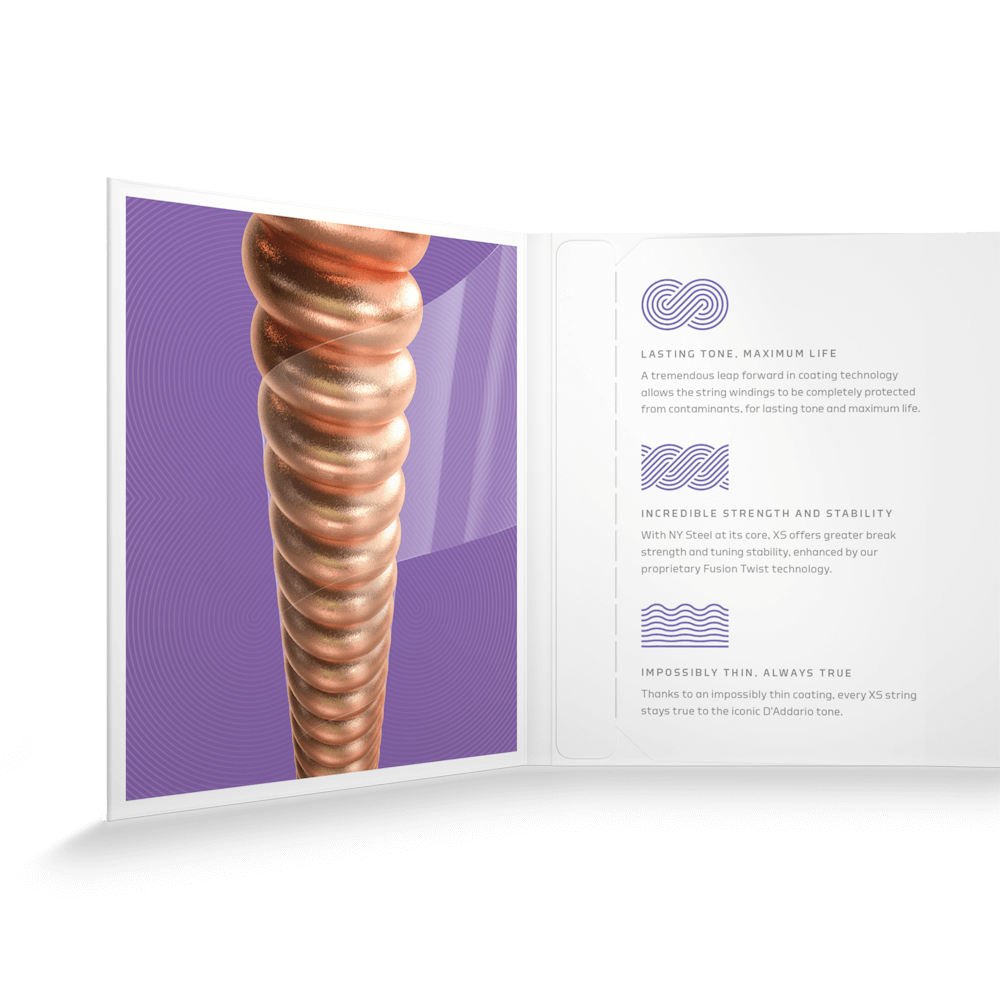 LASTING TONE, MAXIMUM LIFE
A tremendous leap forward in coating technology
allows the string windings to be completely protected
from contaminants, for lasting tone and maximum life.
INCREDIBLE STRENGTH AND STABILITY
With NY Steel at its core, XS offers greater break
strength and tuning stability, enhanced by our
proprietary Fusion Twist technology.
IMPOSSIBLY THIN, ALWAYS TRUE
Thanks to an impossibly thin coating, every XS string
stays true to the iconic D'Addario tone.